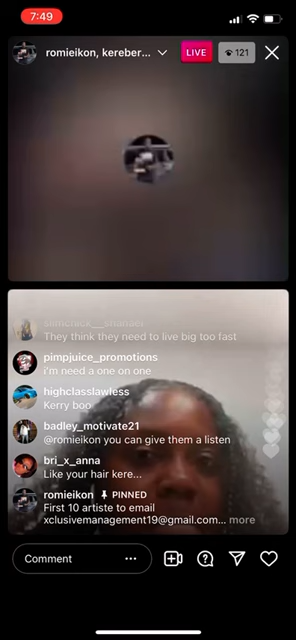 7:49
romieikon, kereber...
LIVE
121
They think they need to live big too fast
pimpjuice_promotions
i'm need a one on one
highclasslawless
Kerry boo
badley_motivate21
@romieikon you can give them a listen
bri_x_anna
Like your hair kere...
romieikon PINNED
First 10 artiste to email
xclusivemanagement19@gmail.com... more
Comment